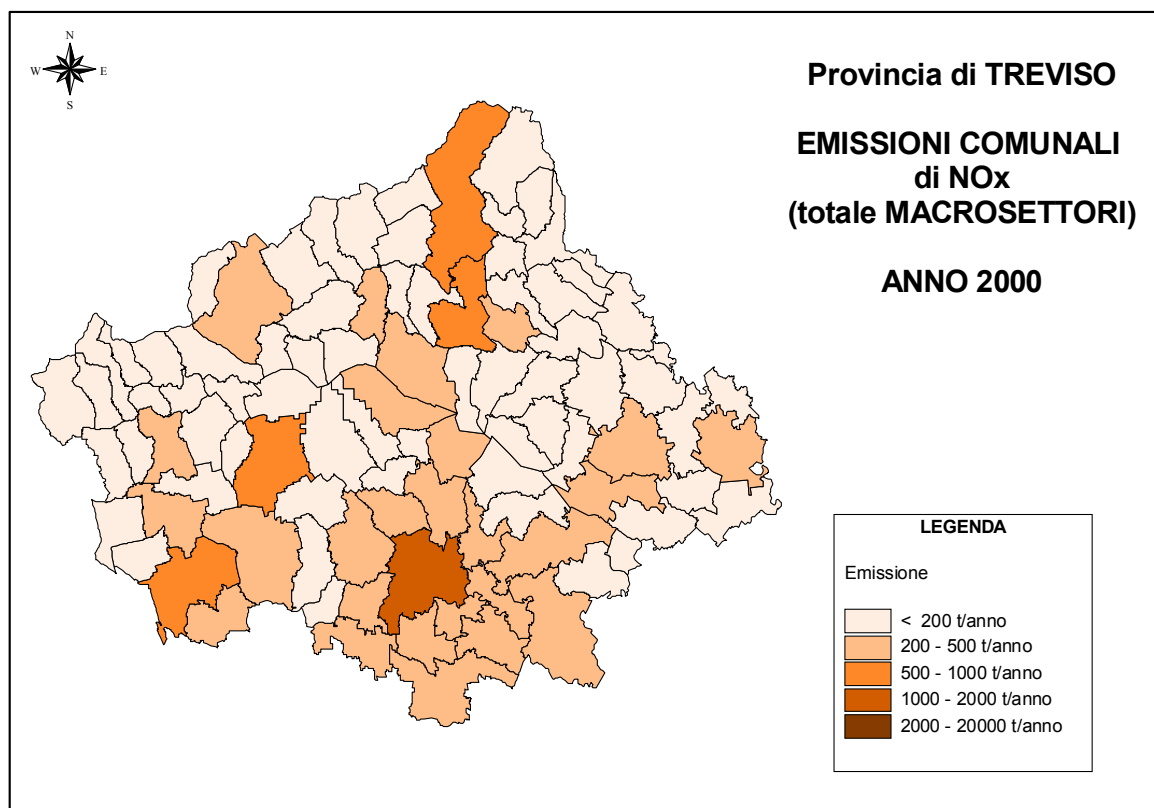 N
W E
S
Provincia di TREVISO
EMISSIONI COMUNALI
di NOx
(totale MACROSETTORI)
ANNO 2000
LEGENDA
Emissione
< 200 t/anno
200 - 500 t/anno
500 - 1000 t/anno
1000 - 2000 t/anno
2000 - 20000 t/anno